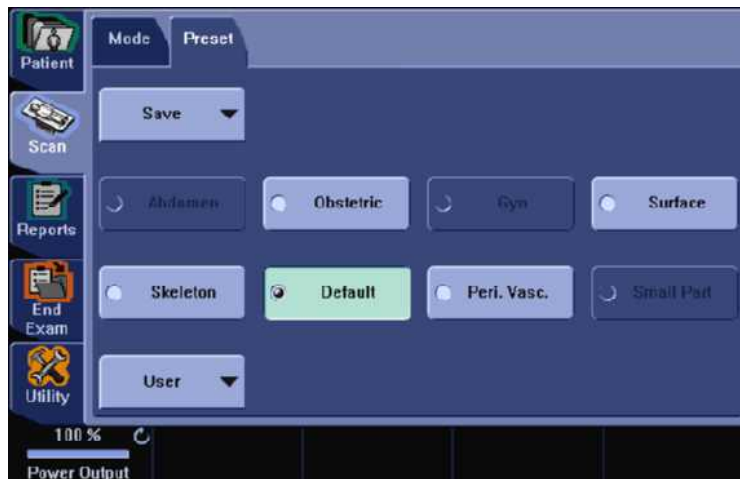 Patient
Mode
Preset
Save
Scan
Abdomen
Obstetric
Gyn
Surface
Reports
Skeleton
Default
Peri. Vasc.
Small Part
End
Exam
User
Utility
100 %
Power Output